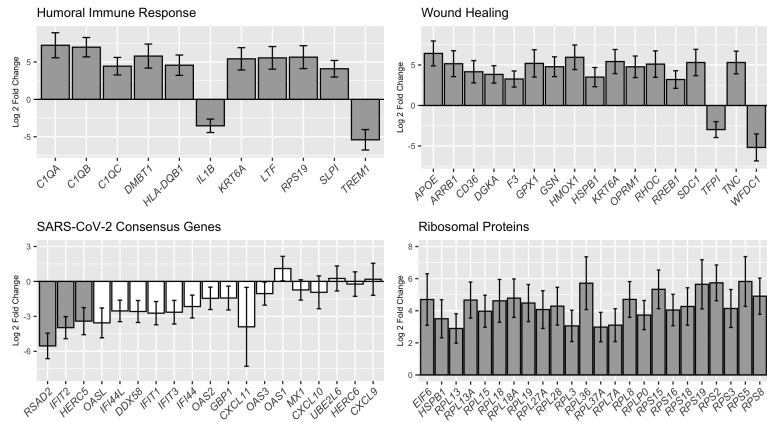 Humoral Immune Response
Log 2 Fold Change
5
0
-5
C1QA
C1QB
C1QC
DMBT1
HLA-DQB1
IL1B
KRT6A
LTF
RPS19
SLPI
TREM1
Wound Healing
Log 2 Fold Change
5
0
-5
APOE
ARRB1
CD36
DGKA
F3
GPX1
GSN
HMOX1
HSPB1
KRT6A
OPRM1
RHOC
RREB1
SDC1
TFPI
TNC
WFDC1
SARS-CoV-2 Consensus Genes
Log 2 Fold Change
3
0
-3
-6
RSAD2
IFIT2
HERC5
OASL
IFI44L
DDX58
IFIT1
IFIT3
IFI44
OAS2
GBP1
CXCL11
OAS3
OAS1
MX1
CXCL10
UBE2L6
HERC6
CXCL9
Ribosomal Proteins
Log 2 Fold Change
8
6
4
2
0
EIF6
HSPB1
RPL13
RPL13A
RPL15
RPL18
RPL18A
RPL19
RPL27A
RPL28
RPL3
RPL36
RPL37A
RPL7A
RPL8
RPLP0
RPS15
RPS16
RPS18
RPS19
RPS2
RPS3
RPS5
RPS8